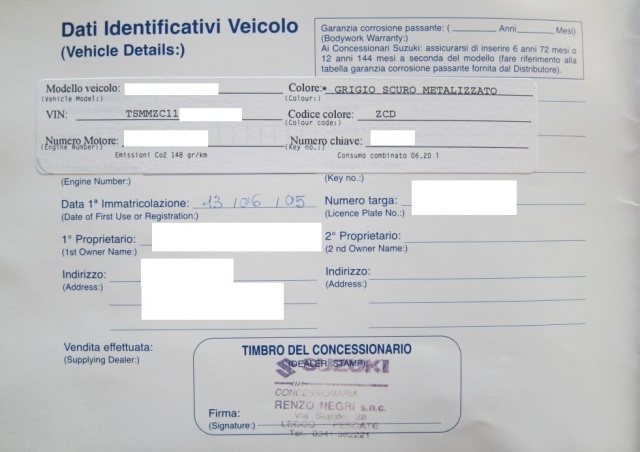 Dati Identificativi Veicolo
(Vehicle Details:)
Garanzia corrosione passante: ( Anni Mesi)
(Bodywork Warranty:)
Ai Concessionari Suzuki: assicurarsi di inserire 6 anni 72 mesi o
12 anni 144 mesi a seconda del modello (fare riferimento alla
tabella garanzia corrosione passante fornita dal Distributore).
Modello veicolo:
(Vehicle Model:)
Colore:* GRIGIO SCURO METALIZZATO
(Colour:)
VIN: TSMMZC11
Codice colore: ZCD
(Colour code:)
Numero Motore:
(Engine Number:)
Numero chiave:
(Key no.:)
Emissioni Co2 148 gr/km
Consumo combinato 06,20 l
(Engine Number:)
(Key no.:)
Data 1ª Immatricolazione: 13 /06 /05
(Date of First Use or Registration:)
Numero targa:
(Licence Plate No.:)
1° Proprietario:
(1st Owner Name:)
2° Proprietario:
(2 nd Owner Name:)
Indirizzo:
(Address:)
Indirizzo:
(Address:)
Vendita effettuata:
(Supplying Dealer:)
TIMBRO DEL CONCESSIONARIO
(DEALER STAMP)
SUZUKI
CONCESSIONARIA
RENZO NEGRI s.n.c.
Via
LECCO PESCATE
Tel. 0341
Firma:
(Signature:)